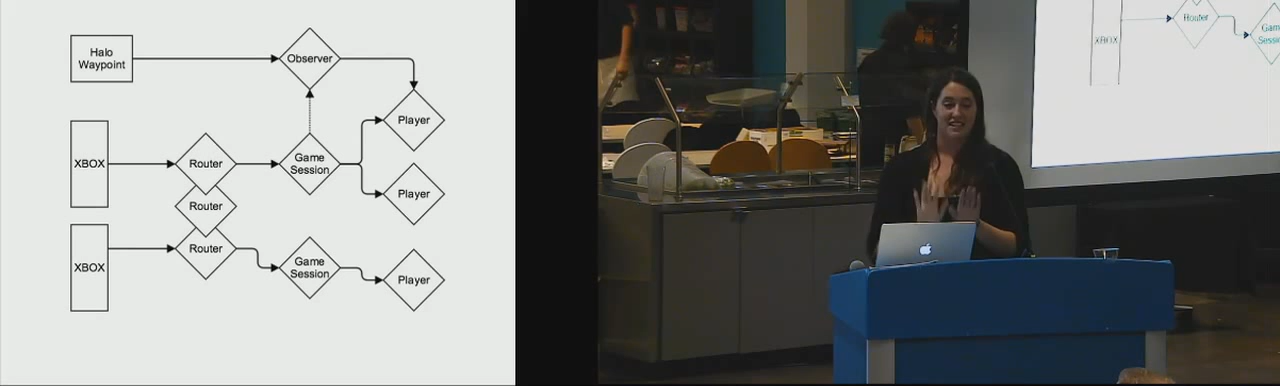 Halo
Waypoint
Observer
Player
XBOX
Router
Game
Session
Player
Router
XBOX
Router
Game
Session
Player
XBOX
Router